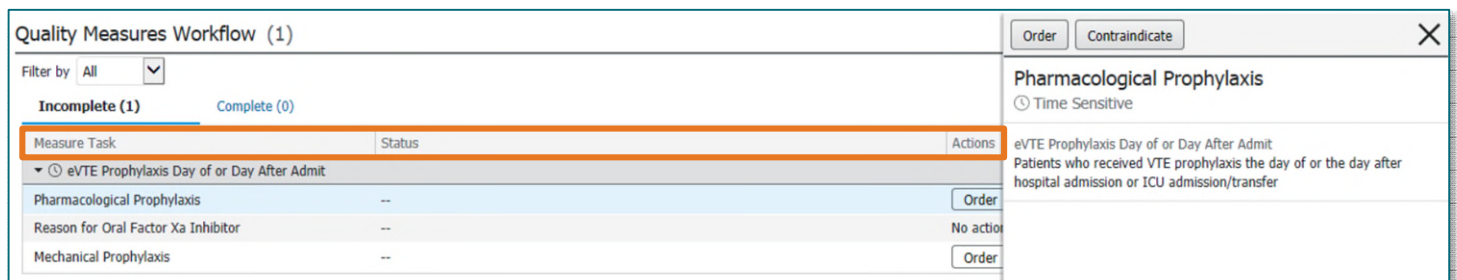 Quality Measures Workflow (1)
Filter by All
Incomplete (1) Complete (0)
Measure Task Status Actions
eVTE Prophylaxis Day of or Day After Admit
Pharmacological Prophylaxis -- Order
Reason for Oral Factor Xa Inhibitor -- No action
Mechanical Prophylaxis -- Order
Order Contraindicate
Pharmacological Prophylaxis
Time Sensitive
eVTE Prophylaxis Day of or Day After Admit
Patients who received VTE prophylaxis the day of or the day after
hospital admission or ICU admission/transfer